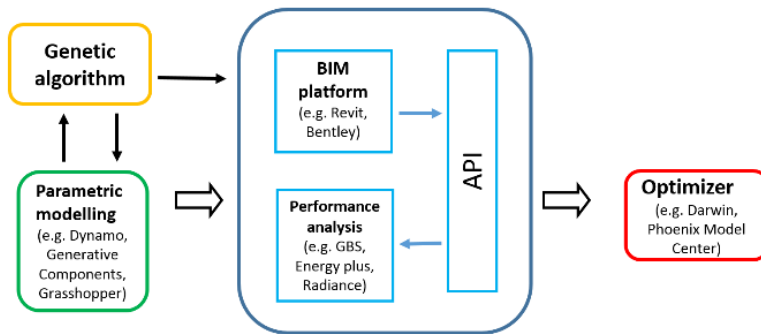 Genetic
algorithm
Parametric
modelling
(e.g. Dynamo,
Generative
Components,
Grasshopper)
BIM
platform
(e.g. Revit,
Bentley)
Performance
analysis
(e.g. GBS,
Energy plus,
Radiance)
API
Optimizer
(e.g. Darwin,
Phoenix Model
Center)